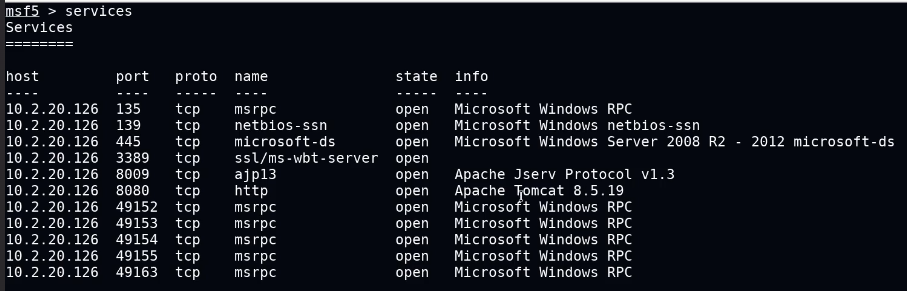 msf5 > services
Services
========
host port proto name state info
---- ---- ----- ---- ----- ----
10.2.20.126 135 tcp msrpc open Microsoft Windows RPC
10.2.20.126 139 tcp netbios-ssn open Microsoft Windows netbios-ssn
10.2.20.126 445 tcp microsoft-ds open Microsoft Windows Server 2008 R2 - 2012 microsoft-ds
10.2.20.126 3389 tcp ssl/ms-wbt-server open
10.2.20.126 8009 tcp ajp13 open Apache Jserv Protocol v1.3
10.2.20.126 8080 tcp http open Apache Tomcat 8.5.19
10.2.20.126 49152 tcp msrpc open Microsoft Windows RPC
10.2.20.126 49153 tcp msrpc open Microsoft Windows RPC
10.2.20.126 49154 tcp msrpc open Microsoft Windows RPC
10.2.20.126 49155 tcp msrpc open Microsoft Windows RPC
10.2.20.126 49163 tcp msrpc open Microsoft Windows RPC